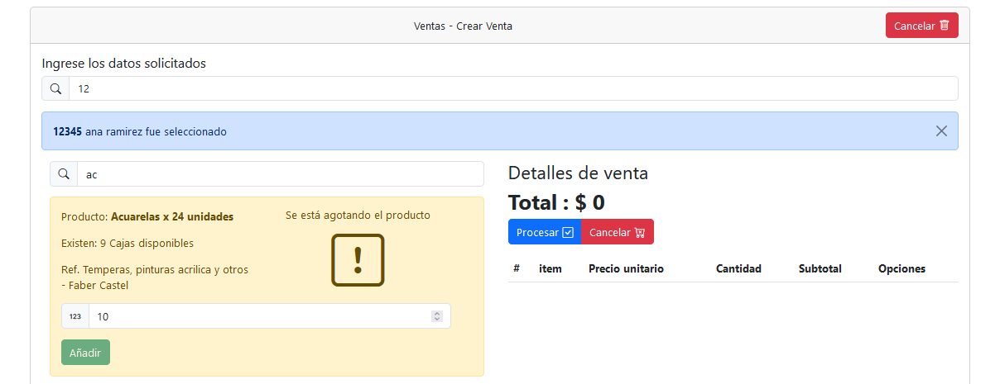 Ventas - Crear Venta
Cancelar
Ingrese los datos solicitados
12
12345 ana ramirez fue seleccionado
ac
Producto: Acuarelas x 24 unidades
Se está agotando el producto
Existen: 9 Cajas disponibles
!
Ref. Temperas, pinturas acrilica y otros
- Faber Castel
123 10
Añadir
Detalles de venta
Total : $ 0
Procesar Cancelar
# item Precio unitario Cantidad Subtotal Opciones